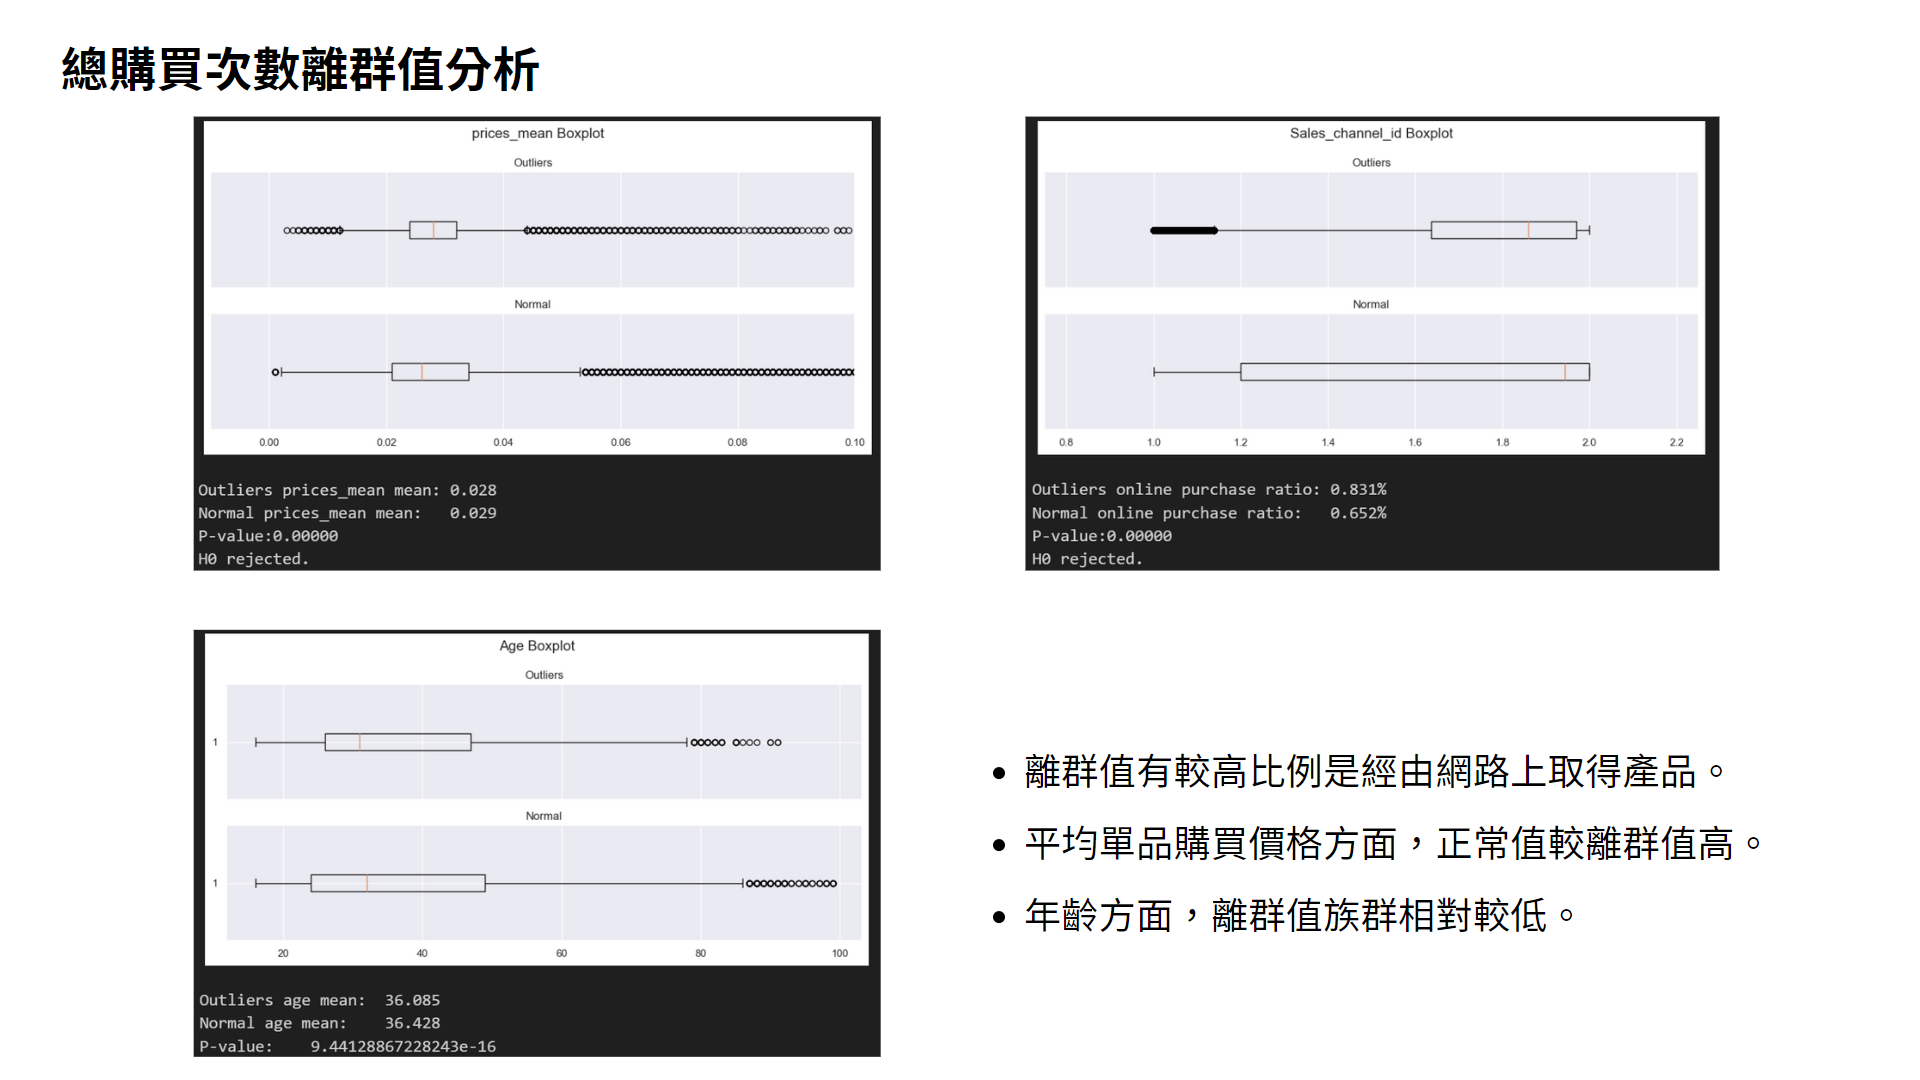 總購買次數離群值分析
prices_mean Boxplot
Outliers
Normal
0.00 0.02 0.04 0.06 0.08 0.10
Outliers prices_mean mean: 0.028
Normal prices_mean mean: 0.029
P-value:0.00000
H0 rejected.
Sales_channel_id Boxplot
Outliers
Normal
0.8 1.0 1.2 1.4 1.6 1.8 2.0 2.2
Outliers online purchase ratio: 0.831%
Normal online purchase ratio: 0.652%
P-value:0.00000
H0 rejected.
Age Boxplot
Outliers
1
Normal
1
20 40 60 80 100
Outliers age mean: 36.085
Normal age mean: 36.428
P-value: 9.44128867228243e-16
• 離群值有較高比例是經由網路上取得產品。
• 平均單品購買價格方面，正常值較離群值高。
• 年齡方面，離群值族群相對較低。